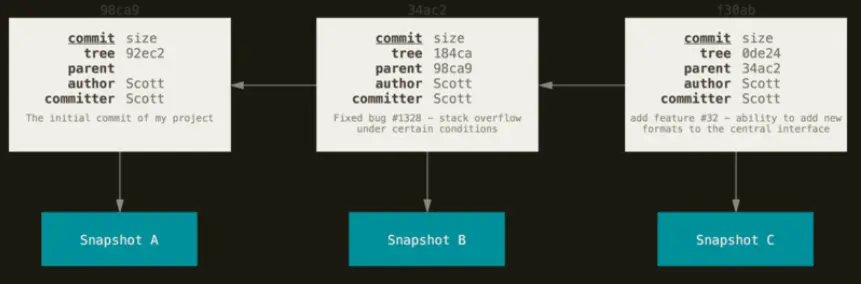 98ca9
commit size
tree 92ec2
parent
author Scott
committer Scott
The initial commit of my project
Snapshot A
34ac2
commit size
tree 184ca
parent 98ca9
author Scott
committer Scott
Fixed bug #1328 - stack overflow
under certain conditions
Snapshot B
f30ab
commit size
tree 0de24
parent 34ac2
author Scott
committer Scott
add feature #32 - ability to add new
formats to the central interface
Snapshot C